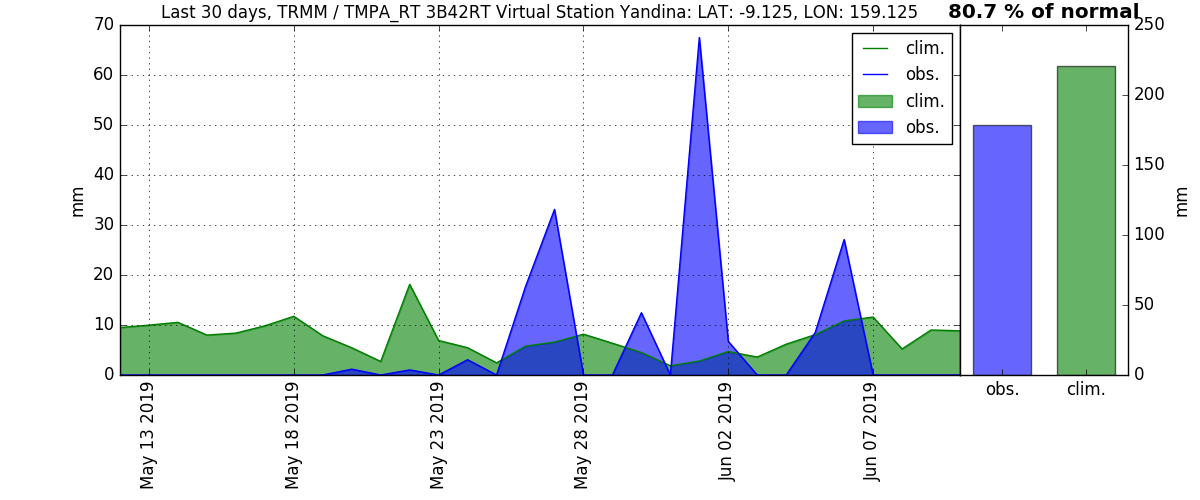 Last 30 days, TRMM / TMPA_RT 3B42RT Virtual Station Yandina: LAT: -9.125, LON: 159.125
80.7 % of normal
70
60
50
40
30
20
10
0
mm
May 13 2019
May 18 2019
May 23 2019
May 28 2019
Jun 02 2019
Jun 07 2019
clim.
obs.
clim.
obs.
250
200
150
100
50
0
mm
obs.
clim.